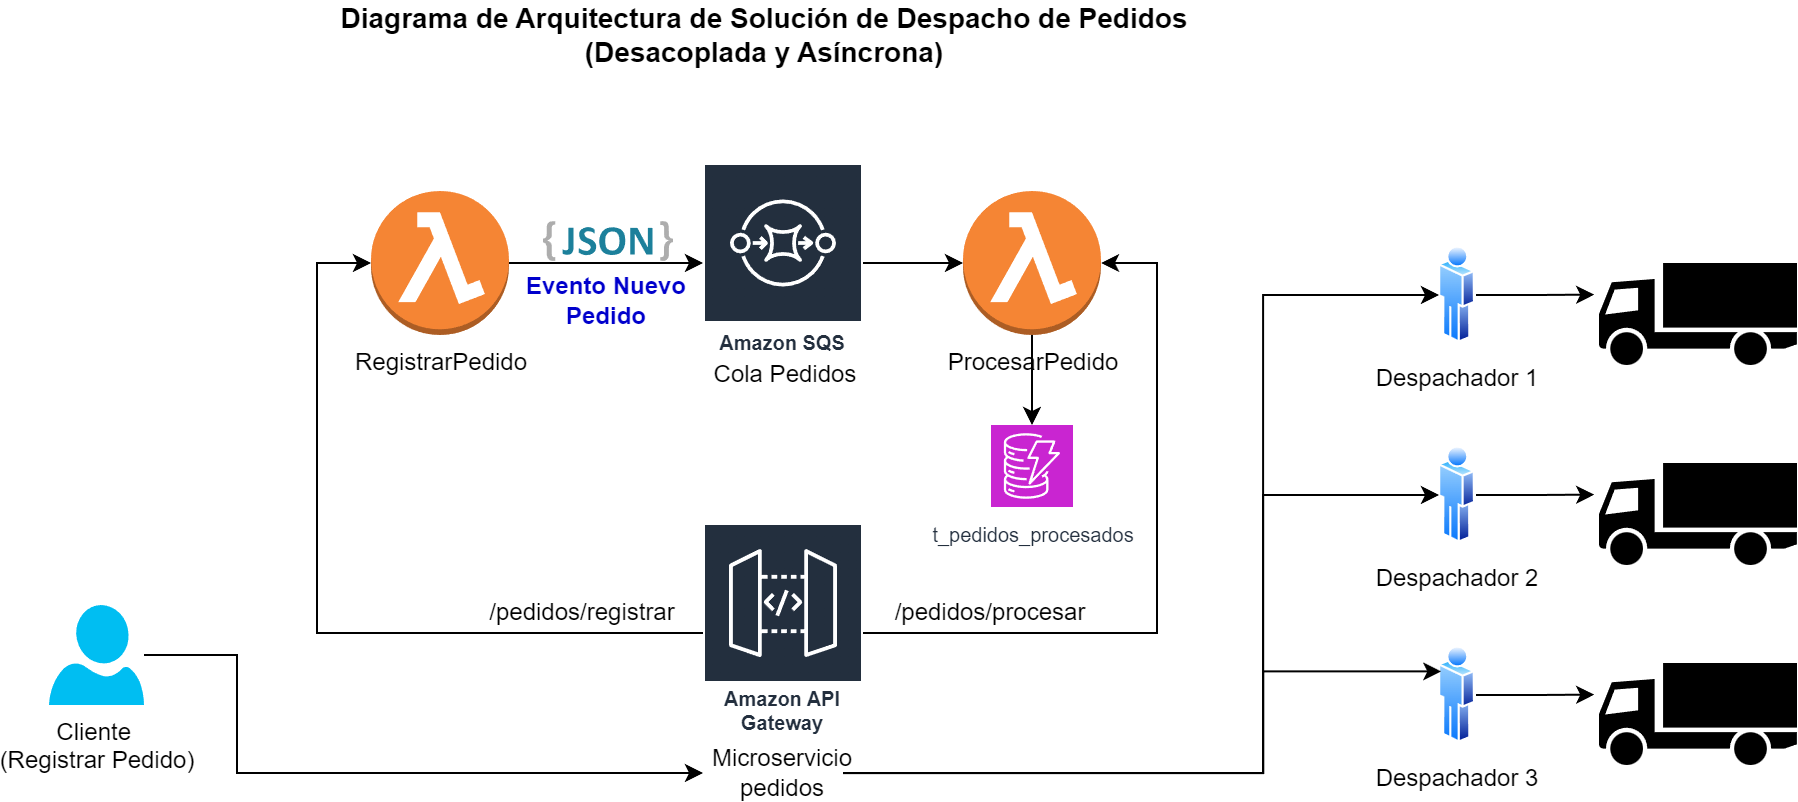 Diagrama de Arquitectura de Solución de Despacho de Pedidos
(Desacoplada y Asíncrona)
{JSON}
Evento Nuevo
Pedido
RegistrarPedido
Amazon SQS
Cola Pedidos
ProcesarPedido
t_pedidos_procesados
/pedidos/registrar
</>
/pedidos/procesar
Amazon API
Gateway
Microservicio
pedidos
Cliente
(Registrar Pedido)
Despachador 1
Despachador 2
Despachador 3